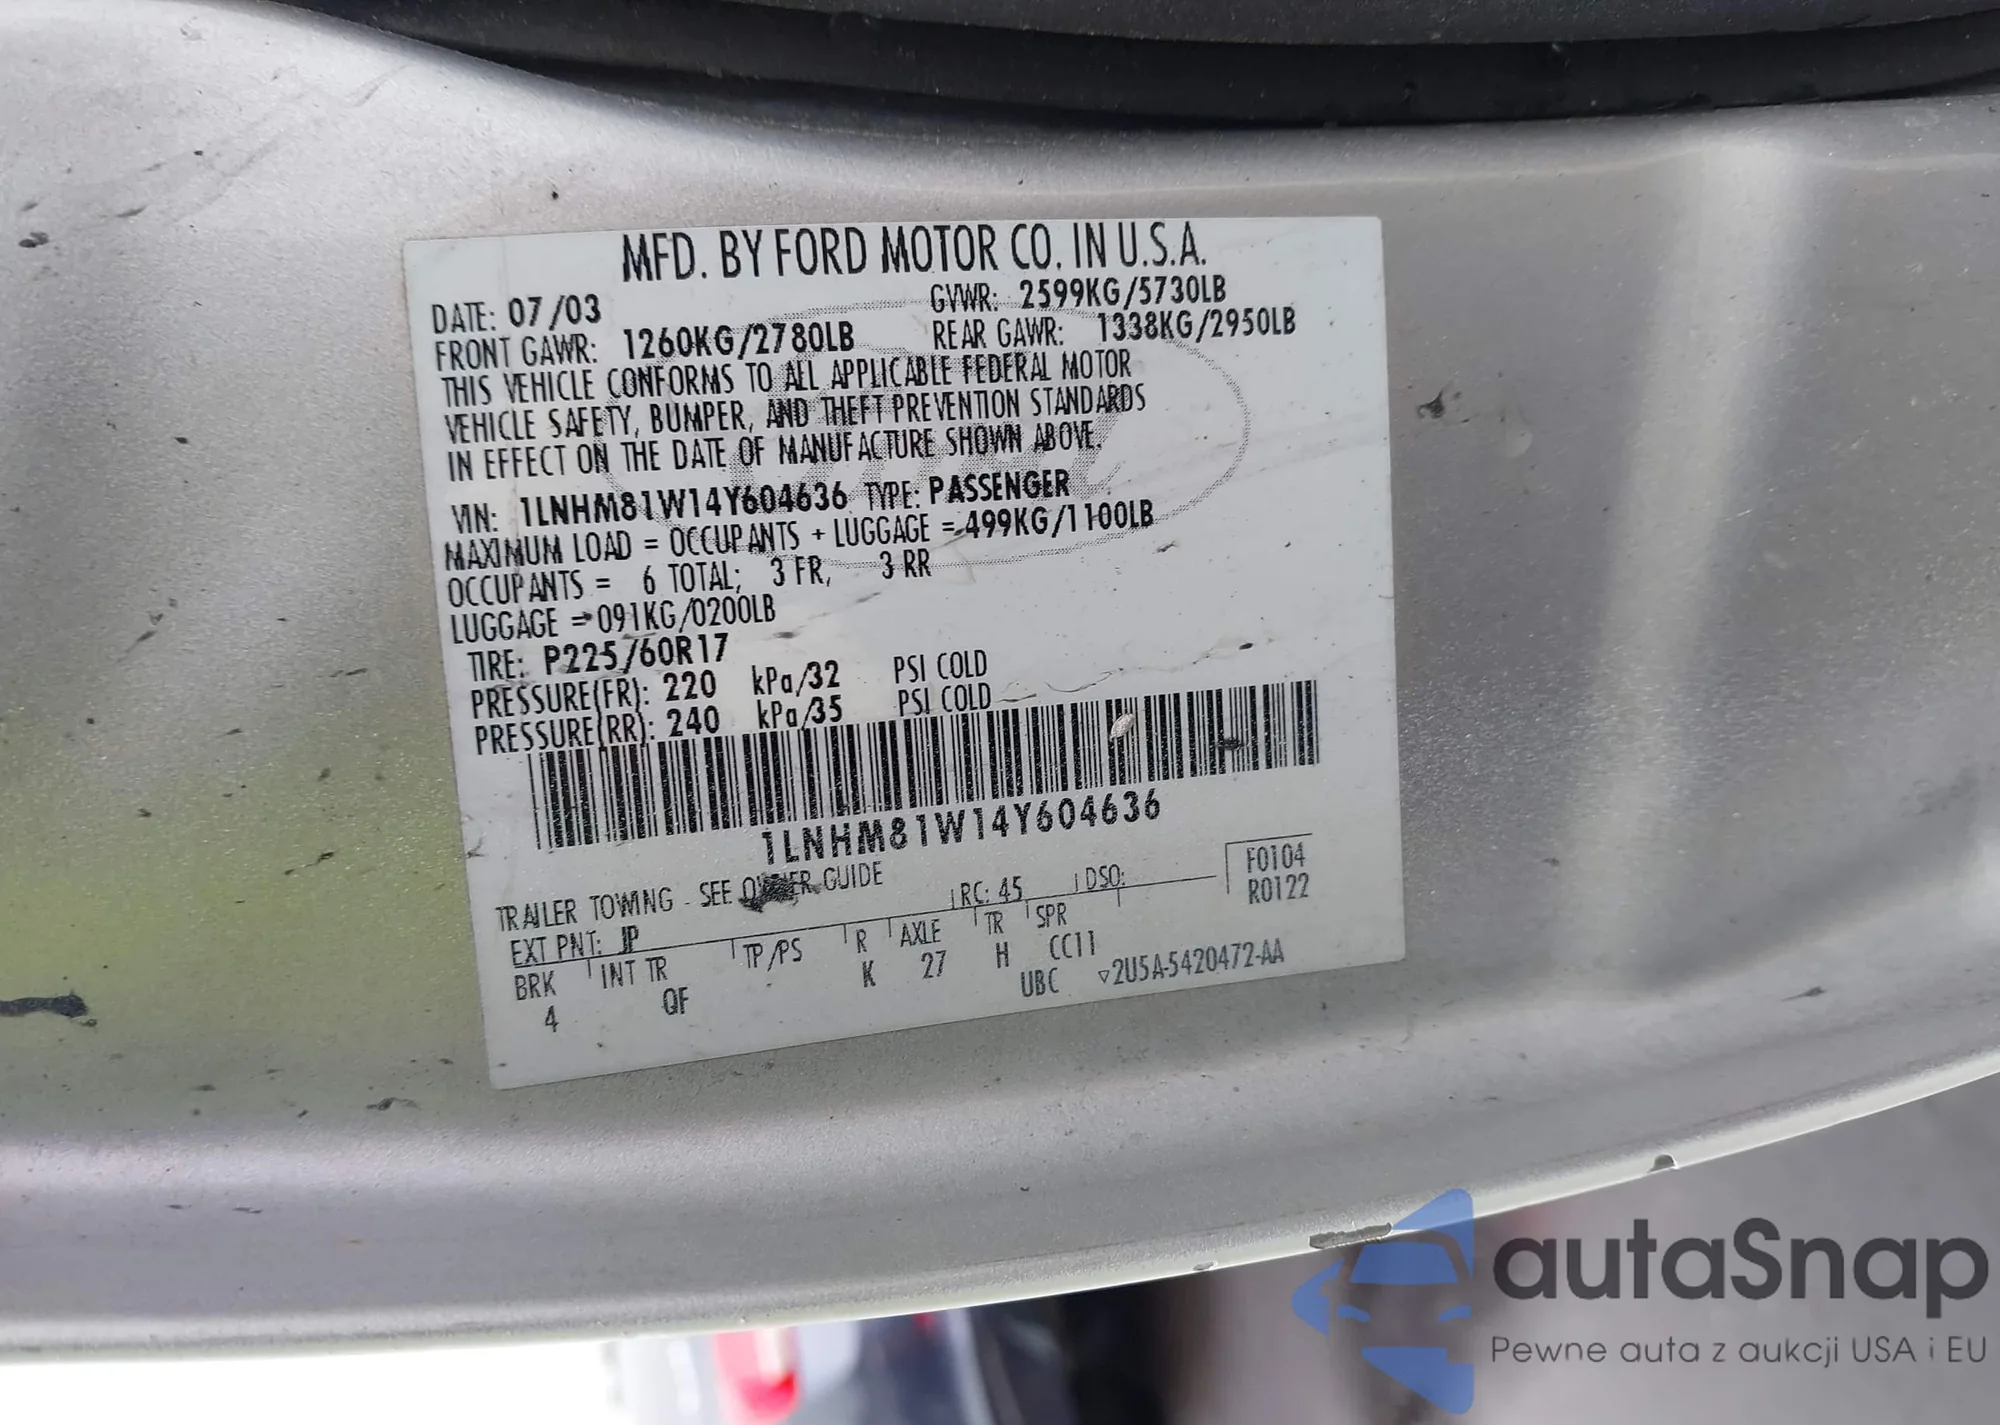 MFD. BY FORD MOTOR CO. IN U.S.A.
DATE: 07/03 GVWR: 2599KG/5730LB
FRONT GAWR: 1260KG/2780LB REAR GAWR: 1338KG/2950LB
THIS VEHICLE CONFORMS TO ALL APPLICABLE FEDERAL MOTOR
VEHICLE SAFETY, BUMPER, AND THEFT PREVENTION STANDARDS
IN EFFECT ON THE DATE OF MANUFACTURE SHOWN ABOVE.
VIN: 1LNHM81W14Y604636 TYPE: PASSENGER
MAXIMUM LOAD = OCCUPANTS + LUGGAGE = 499KG/1100LB
OCCUPANTS = 6 TOTAL; 3 FR, 3 RR
LUGGAGE = 091KG/0200LB
TIRE: P225/60R17
PRESSURE(FR): 220 kPa/32 PSI COLD
PRESSURE(RR): 240 kPa/35 PSI COLD
1LNHM81W14Y604636
TRAILER TOWING - SEE OWNER GUIDE
EXT PNT: JP RC: 45 DSO: F0104
R0122
BRK INT TR TP/PS R AXLE TR SPR
4 QF K 27 H CC11
UBC ▽2U5A-5420472-AA
autaSnap
Pewne auta z aukcji USA i EU